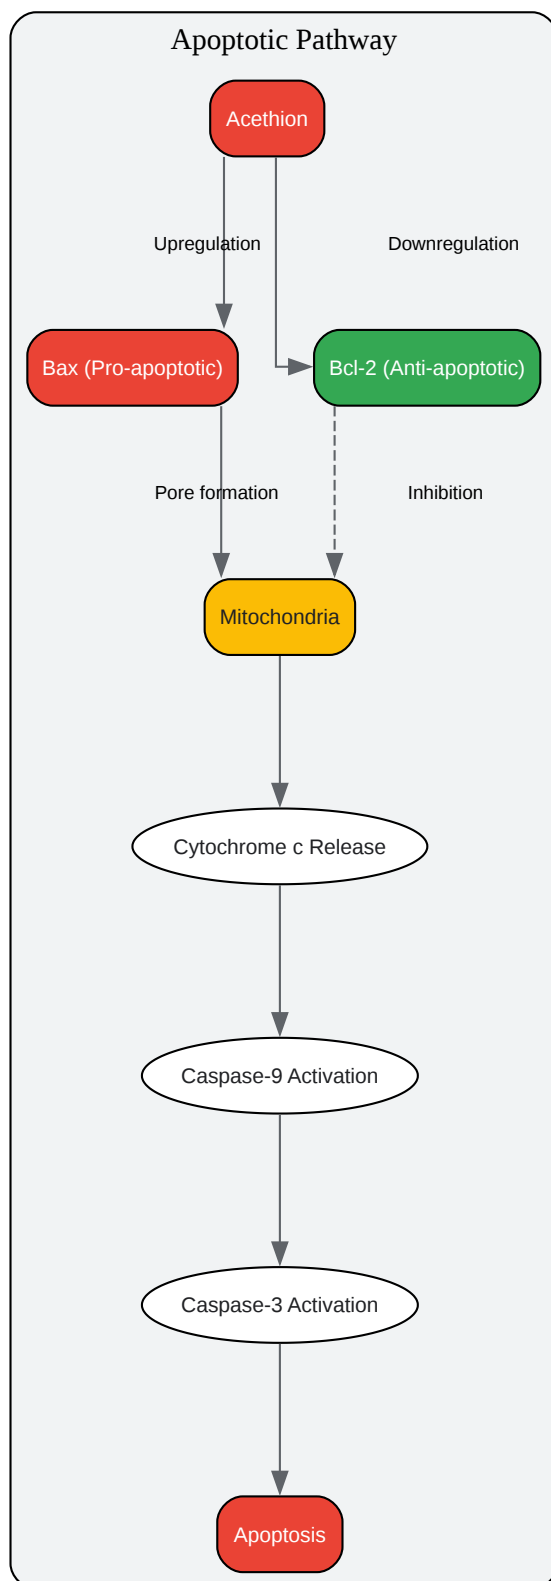 Apoptotic Pathway
Acethion
Upregulation
Downregulation
Bax (Pro-apoptotic)
Bcl-2 (Anti-apoptotic)
Pore formation
Inhibition
Mitochondria
Cytochrome c Release
Caspase-9 Activation
Caspase-3 Activation
Apoptosis